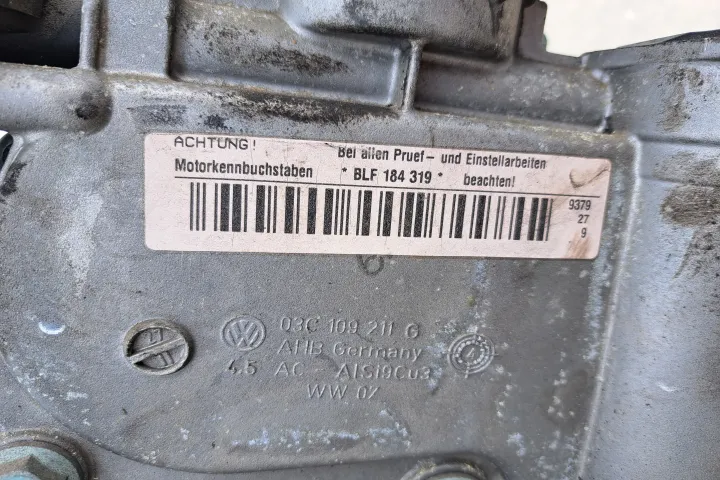 ACHTUNG! Bei allen Pruef- und Einstellarbeiten
Motorkennbuchstaben * BLF 184 319 * beachten!
9379
27
9
03C 109 211 G
AHB Germany
4.5 AC - AlSi9Cu3
WW 02